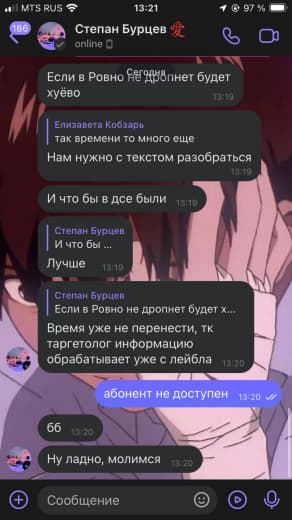 MTS RUS
13:21
97 %
186
Степан Бурцев 愛
online
Сегодня
Если в Ровно не дропнет будет
хуёво
13:19
Елизавета Кобзарь
так времени то много еще
Нам нужно с текстом разобраться
13:19
И что бы в дсе были
13:19
Степан Бурцев
И что бы ...
Лучше
13:19
Степан Бурцев
Если в Ровно не дропнет будет х...
Время уже не перенести, тк
таргетолог информацию
обрабатывает уже с лейбла
13:20
абонент не доступен
13:20
бб
13:20
Ну ладно, молимся
13:20
Сообщение